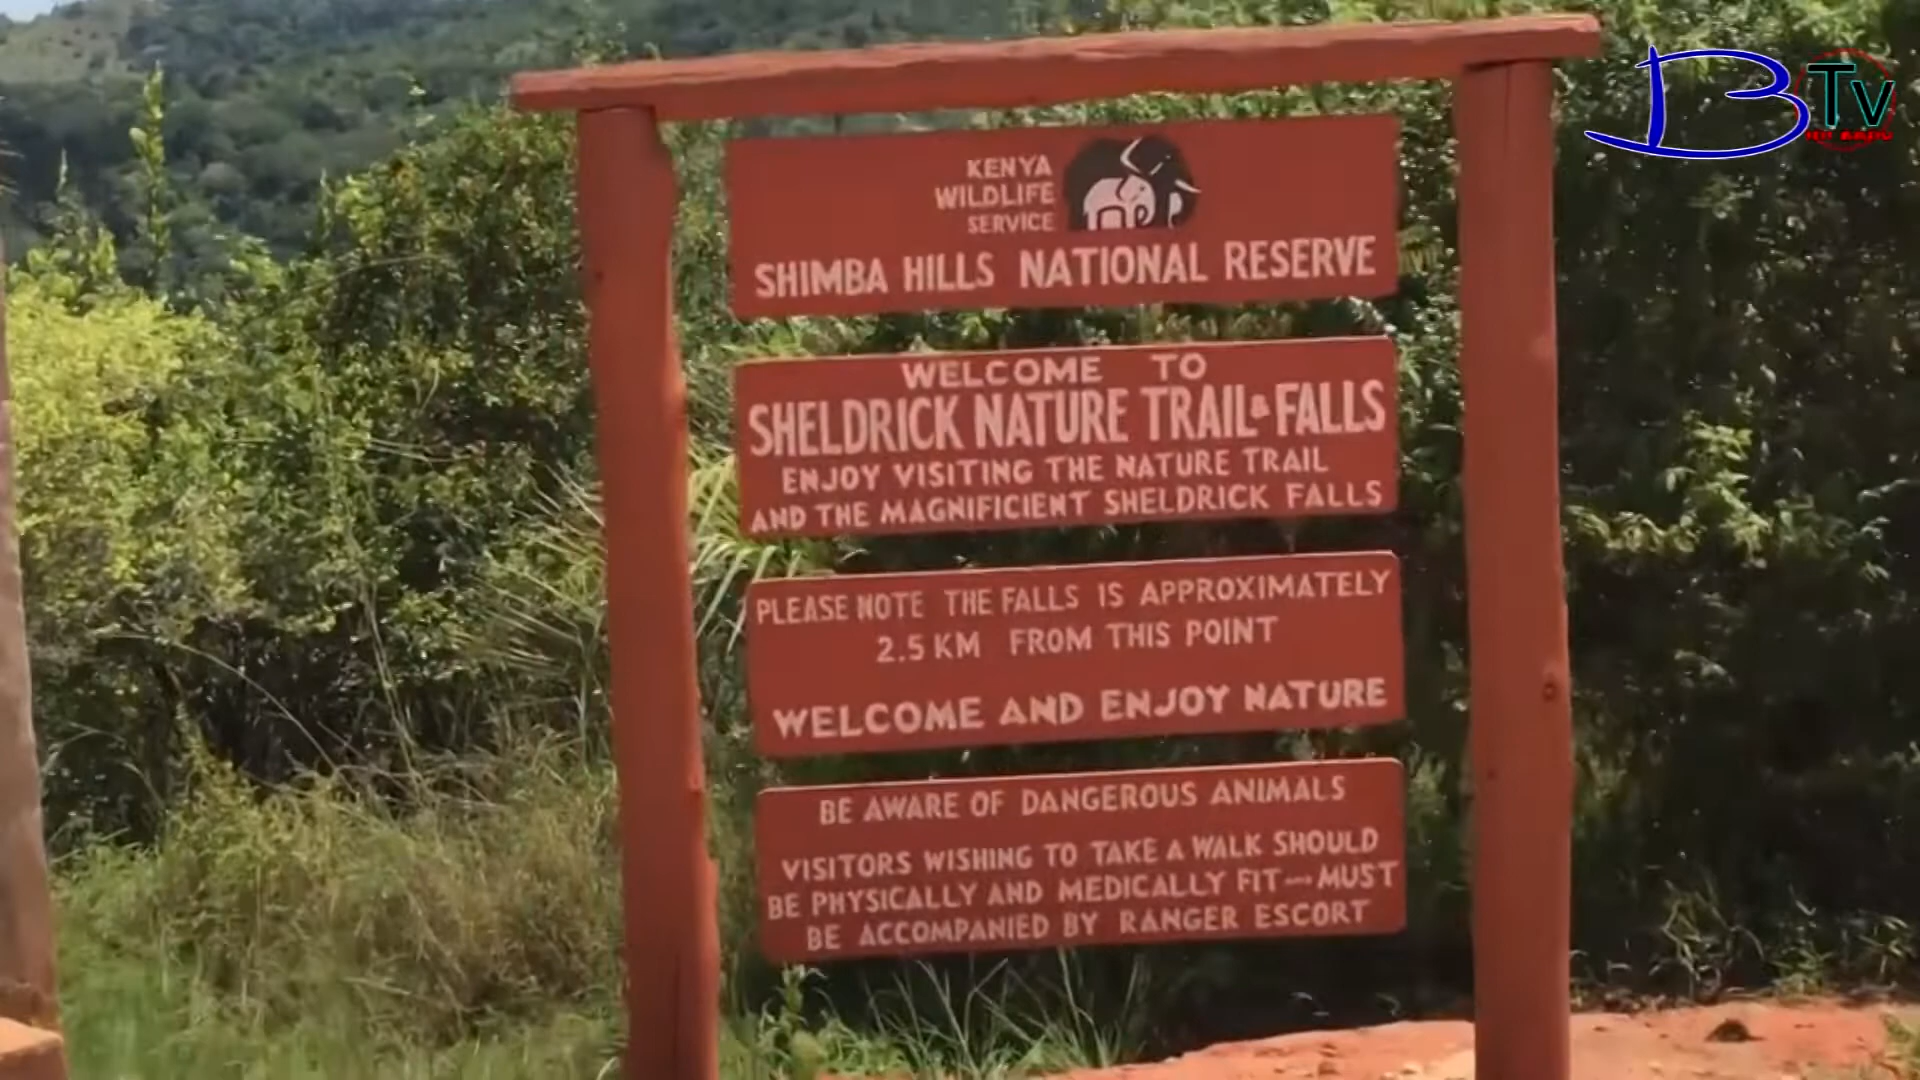 KENYA
WILDLIFE
SERVICE
SHIMBA HILLS NATIONAL RESERVE
WELCOME TO
SHELDRICK NATURE TRAIL & FALLS
ENJOY VISITING THE NATURE TRAIL
AND THE MAGNIFICIENT SHELDRICK FALLS
PLEASE NOTE THE FALLS IS APPROXIMATELY
2.5 KM FROM THIS POINT
WELCOME AND ENJOY NATURE
BE AWARE OF DANGEROUS ANIMALS
VISITORS WISHING TO TAKE A WALK SHOULD
BE PHYSICALLY AND MEDICALLY FIT — MUST
BE ACCOMPANIED BY RANGER ESCORT
B TV